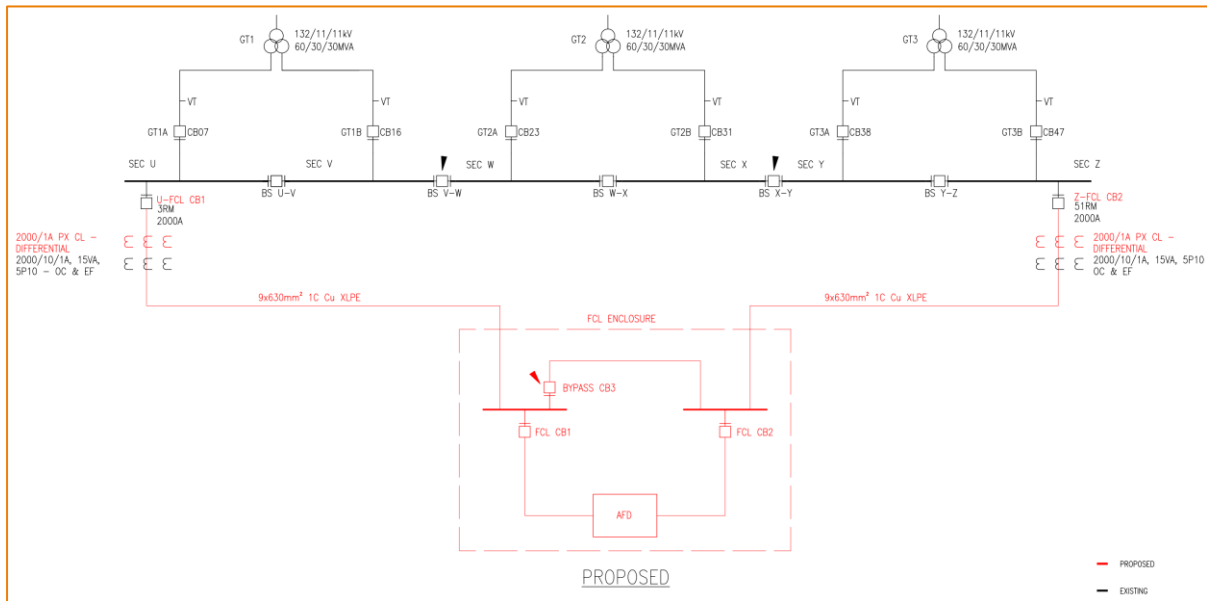 GT1
132/11/11kV
60/30/30MVA
GT2
132/11/11kV
60/30/30MVA
GT3
132/11/11kV
60/30/30MVA
VT
VT
VT
VT
VT
VT
GT1A
CB07
GT1B
CB16
GT2A
CB23
GT2B
CB31
GT3A
CB38
GT3B
CB47
SEC U
SEC V
SEC W
SEC X
SEC Y
SEC Z
BS U-V
BS V-W
BS W-X
BS X-Y
BS Y-Z
U-FCL CB1
3RM
2000A
Z-FCL CB2
51RM
2000A
2000/1A PX CL –
DIFFERENTIAL
2000/10/1A, 15VA,
5P10 – OC & EF
2000/1A PX CL –
DIFFERENTIAL
2000/10/1A, 15VA, 5P10
OC & EF
9x630mm² 1C Cu XLPE
9x630mm² 1C Cu XLPE
FCL ENCLOSURE
BYPASS CB3
FCL CB1
FCL CB2
AFD
PROPOSED
PROPOSED
EXISTING